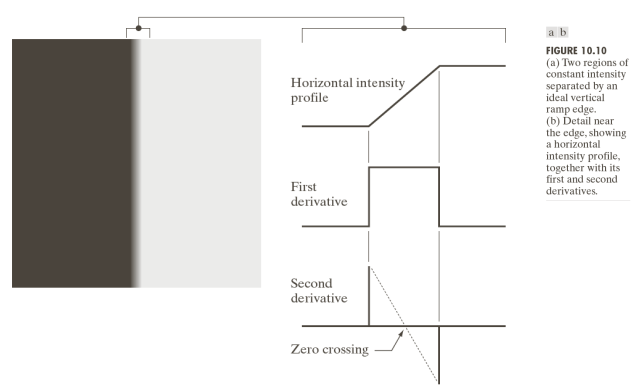 Horizontal intensity
profile
First
derivative
Second
derivative
Zero crossing
a b
FIGURE 10.10
(a) Two regions of
constant intensity
separated by an
ideal vertical
ramp edge.
(b) Detail near
the edge, showing
a horizontal
intensity profile,
together with its
first and second
derivatives.